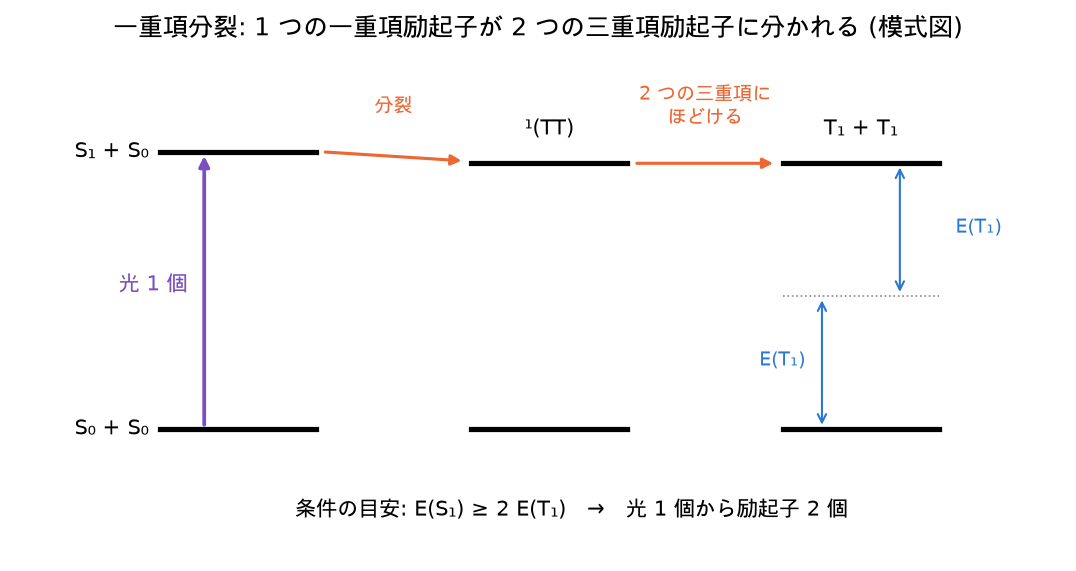 一重項分裂: 1 つの一重項励起子が 2 つの三重項励起子に分かれる (模式図)
分裂
2 つの三重項に
ほどける
¹(TT)
T₁ + T₁
S₁ + S₀
E(T₁)
光 1 個
E(T₁)
S₀ + S₀
条件の目安: E(S₁) ≥ 2 E(T₁) → 光 1 個から励起子 2 個